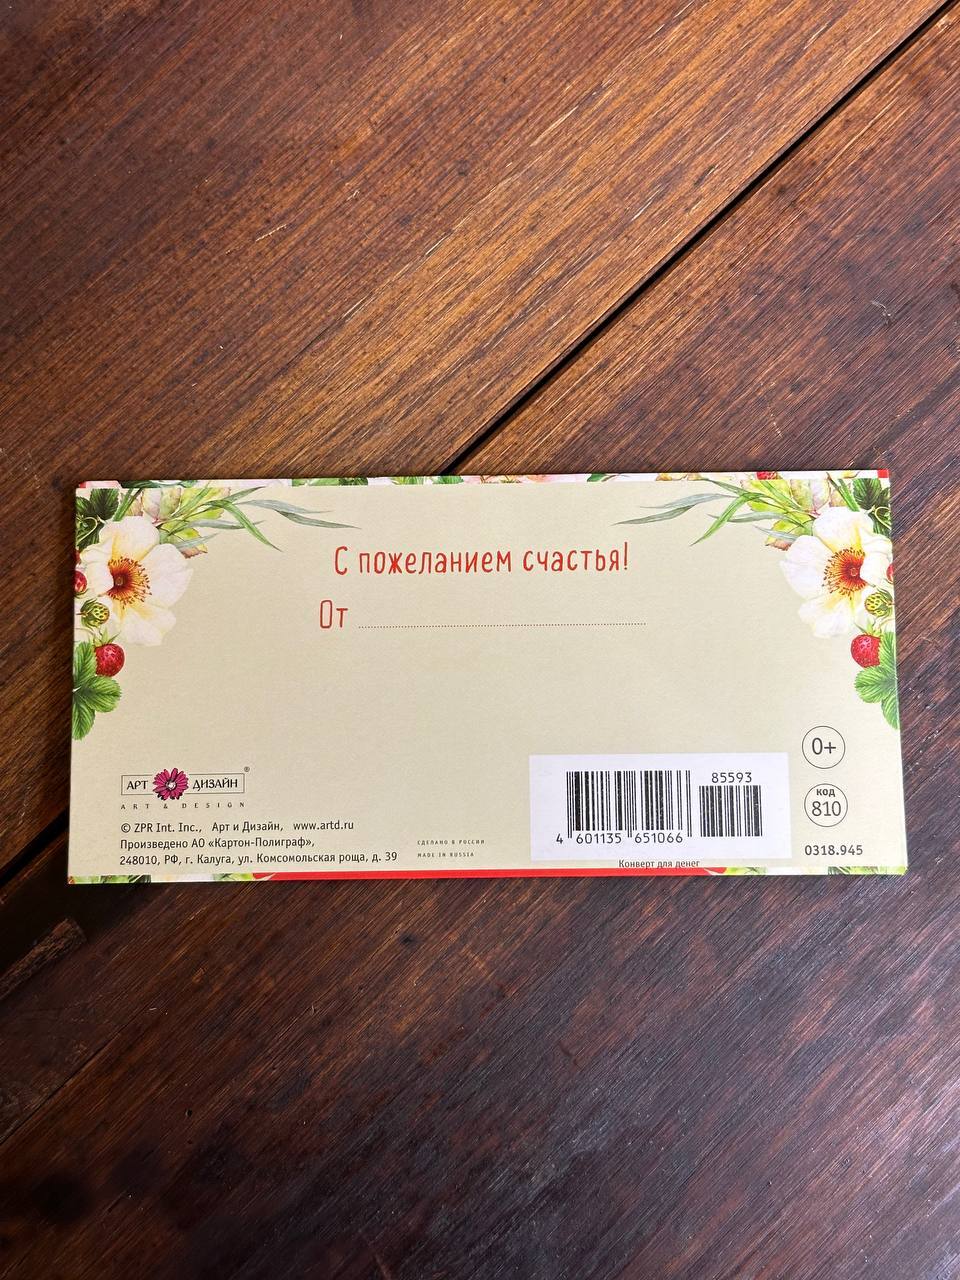 С пожеланием счастья!
От
АРТ ДИЗАЙН ®
ART & DESIGN
© ZPR Int. Inc., Арт и Дизайн, www.artd.ru
Произведено АО «Картон-Полиграф»,
248010, РФ, г. Калуга, ул. Комсомольская роща, д. 39
СДЕЛАНО В РОССИИ
MADE IN RUSSIA
85593
4 601135 651066
Конверт для денег
0+
код
810
0318.945